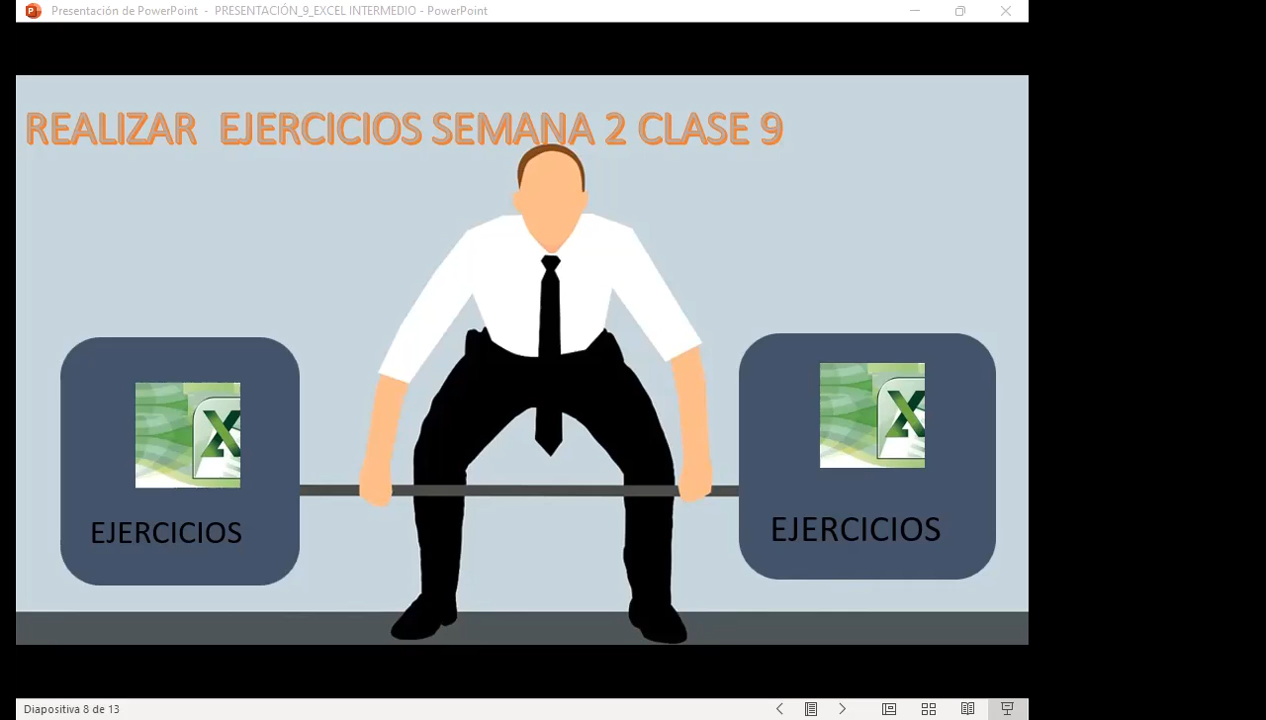 Presentación de PowerPoint - PRESENTACIÓN_9_EXCEL INTERMEDIO - PowerPoint
REALIZAR EJERCICIOS SEMANA 2 CLASE 9
EJERCICIOS
EJERCICIOS
Diapositiva 8 de 13